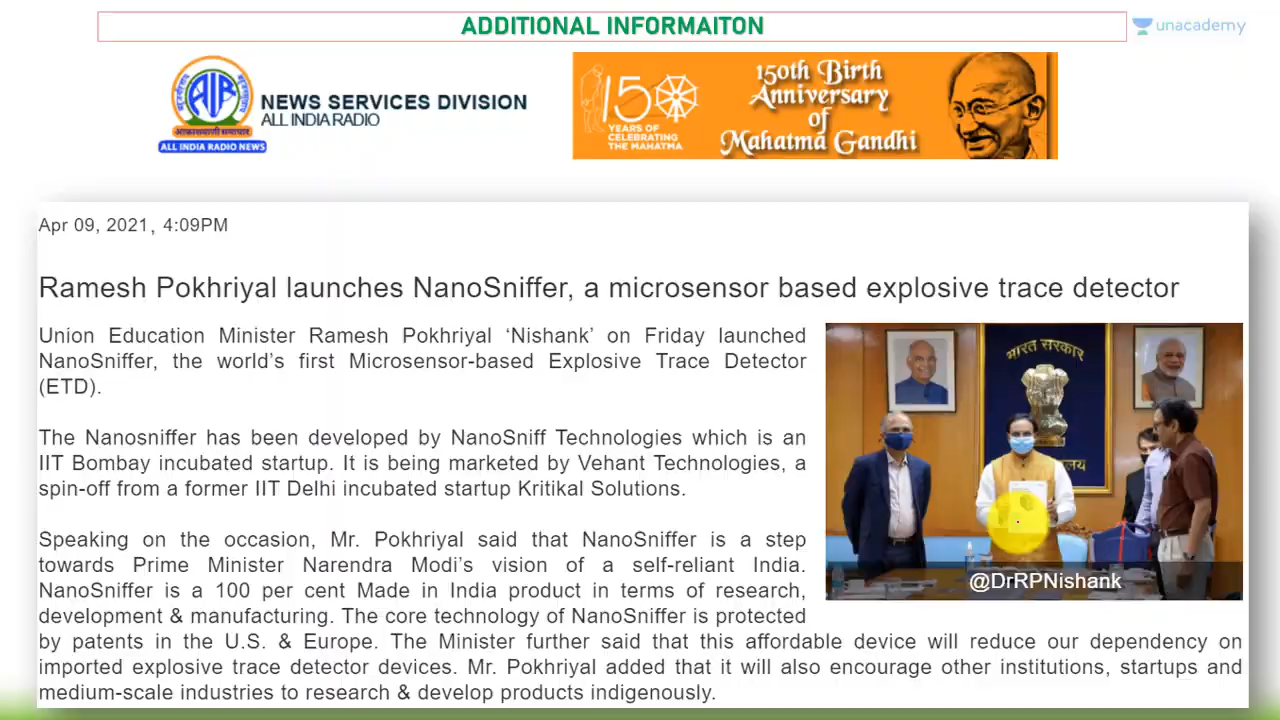 ADDITIONAL INFORMAITON
unacademy
AIR
आकाशवाणी समाचार
ALL INDIA RADIO NEWS
NEWS SERVICES DIVISION
ALL INDIA RADIO
150
YEARS OF
CELEBRATING
THE MAHATMA
150th Birth
Anniversary
of
Mahatma Gandhi
Apr 09, 2021, 4:09PM
Ramesh Pokhriyal launches NanoSniffer, a microsensor based explosive trace detector
Union Education Minister Ramesh Pokhriyal ‘Nishank’ on Friday launched
NanoSniffer, the world’s first Microsensor-based Explosive Trace Detector
(ETD).
The Nanosniffer has been developed by NanoSniff Technologies which is an
IIT Bombay incubated startup. It is being marketed by Vehant Technologies, a
spin-off from a former IIT Delhi incubated startup Kritikal Solutions.
Speaking on the occasion, Mr. Pokhriyal said that NanoSniffer is a step
towards Prime Minister Narendra Modi’s vision of a self-reliant India.
NanoSniffer is a 100 per cent Made in India product in terms of research,
development & manufacturing. The core technology of NanoSniffer is protected
by patents in the U.S. & Europe. The Minister further said that this affordable device will reduce our dependency on
imported explosive trace detector devices. Mr. Pokhriyal added that it will also encourage other institutions, startups and
medium-scale industries to research & develop products indigenously.
भारत सरकार
@DrRPNishank